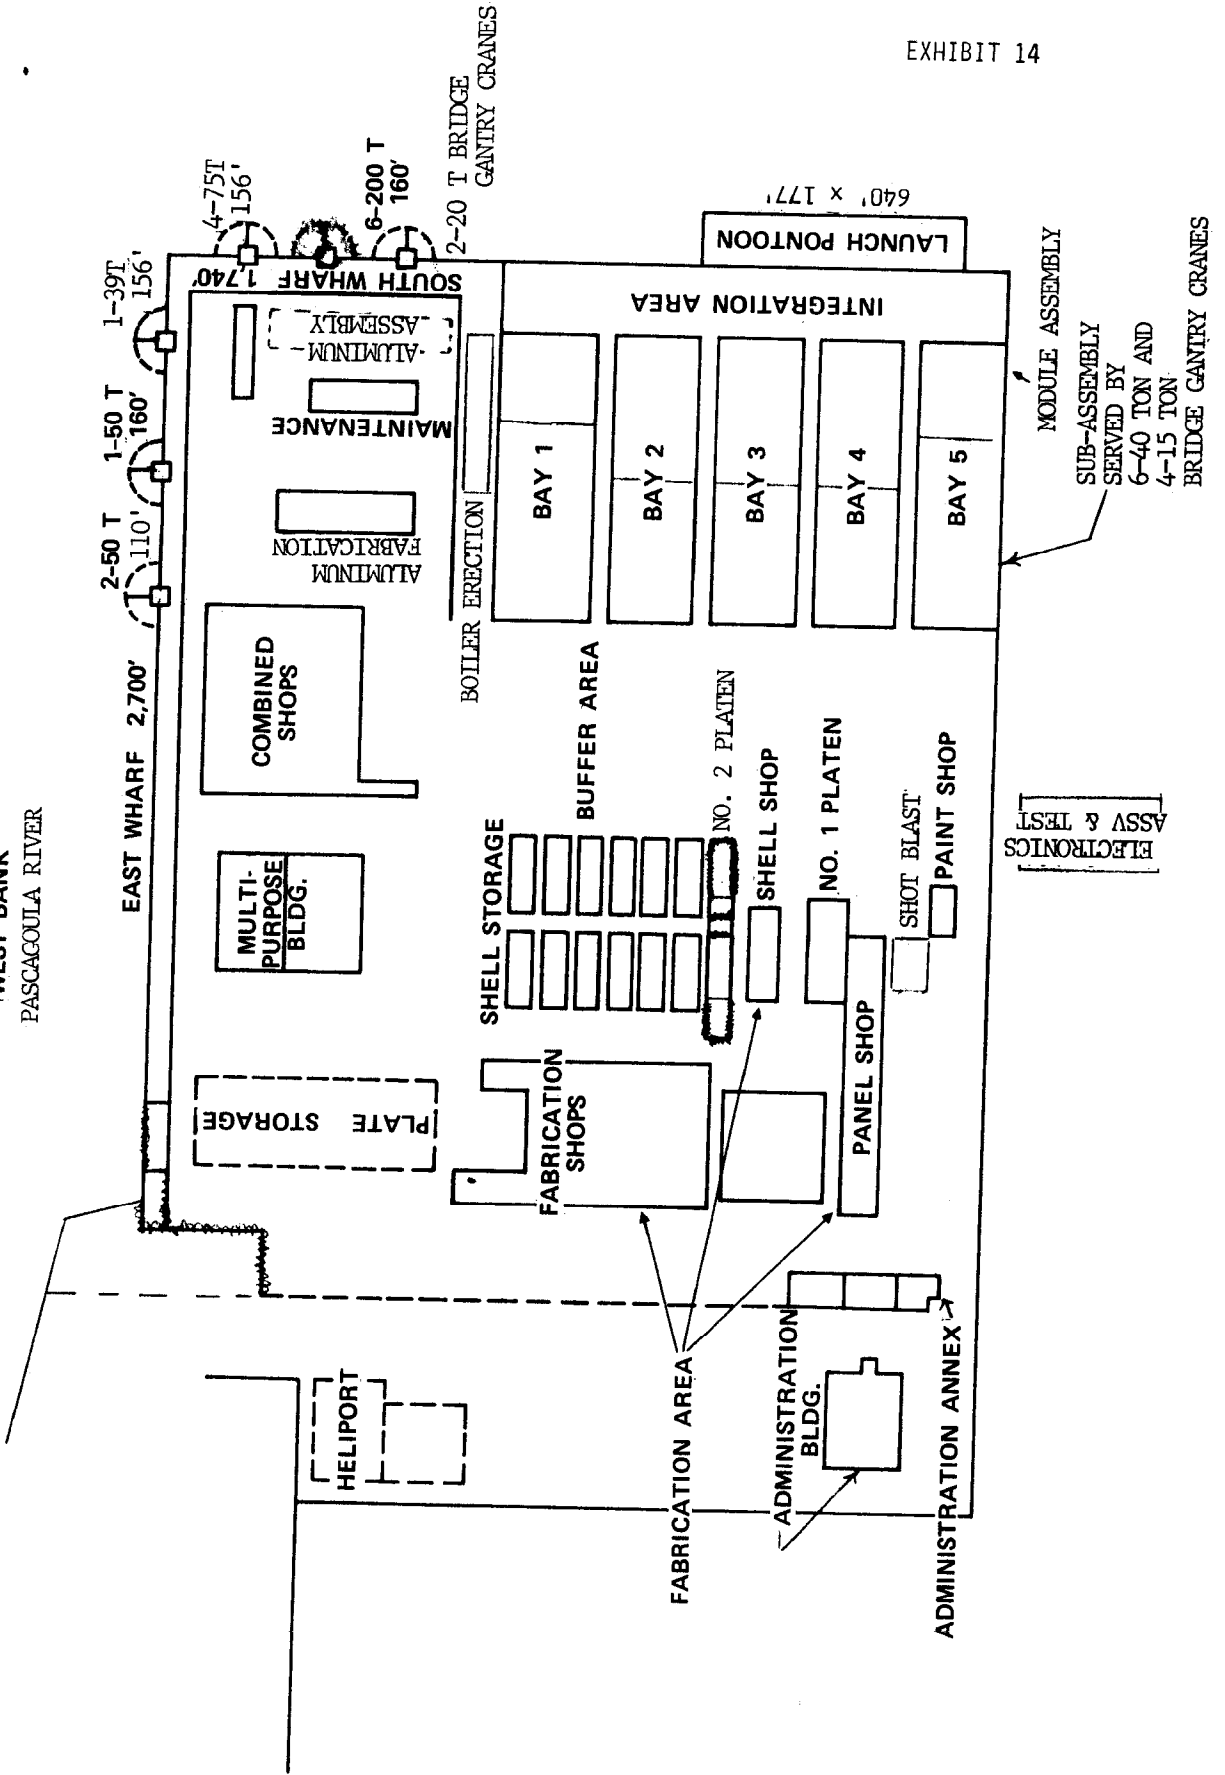 EXHIBIT 14
WEST BANK
PASCAGOULA RIVER
EAST WHARF 2,700'
2-50 T
110'
1-50 T
160'
1-39T
156'
4-75T
156'
6-200 T
160'
2-20 T BRIDGE
GANTRY CRANES
SOUTH WHARF 1,740'
ALUMINUM
ASSEMBLY
MAINTENANCE
ALUMINUM
FABRICATION
COMBINED
SHOPS
MULTI-
PURPOSE
BLDG.
PLATE STORAGE
HELIPORT
BOILER ERECTION
LAUNCH PONTOON
640' x 177'
INTEGRATION AREA
BAY 1
BAY 2
BAY 3
BAY 4
BAY 5
MODULE ASSEMBLY
SUB-ASSEMBLY
SERVED BY
6-40 TON AND
4-15 TON
BRIDGE GANTRY CRANES
BUFFER AREA
SHELL STORAGE
NO. 2 PLATEN
SHELL SHOP
NO. 1 PLATEN
SHOT BLAST
PAINT SHOP
ELECTRONICS
ASSV & TEST
PANEL SHOP
FABRICATION
SHOPS
FABRICATION AREA
ADMINISTRATION
BLDG.
ADMINISTRATION ANNEX